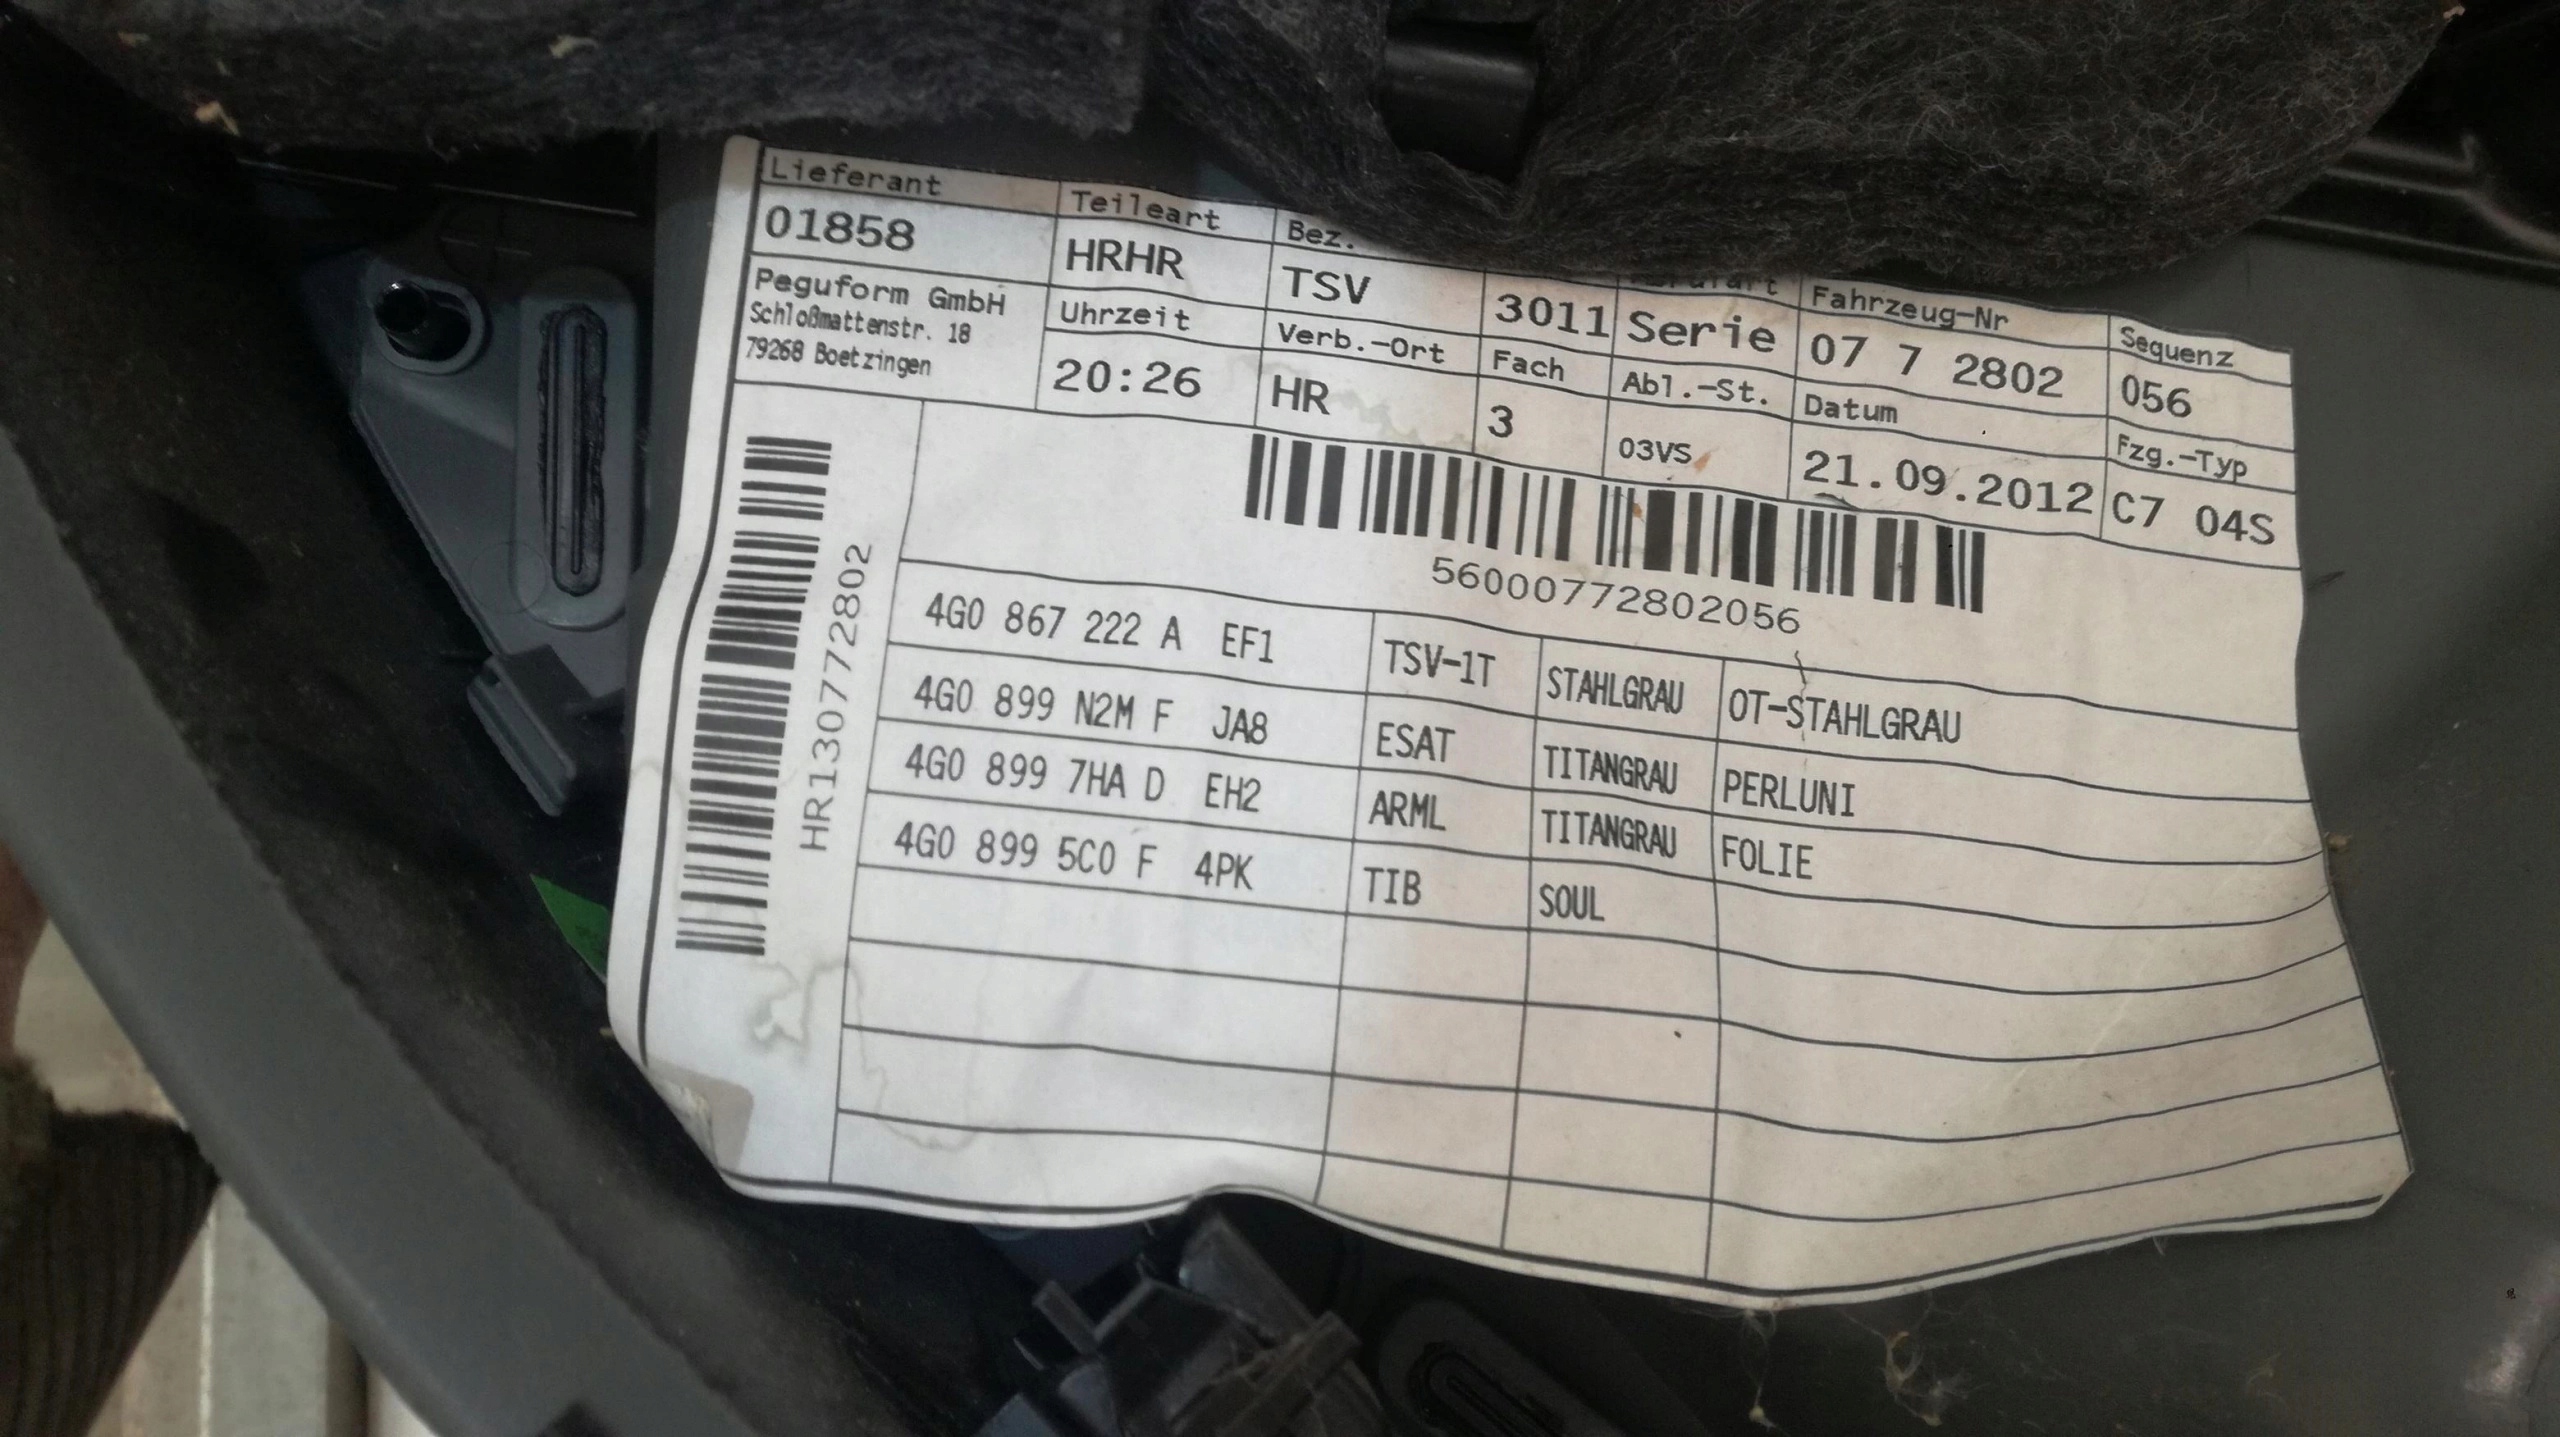 Lieferant
01858
Peguform GmbH
Schloßmattenstr. 18
79268 Boetzingen
Teileart
HRHR
Uhrzeit
20:26
Bez.
TSV
Verb.-Ort
HR
3011
Fach
3
Serie
Abl.-St.
03VS
Fahrzeug-Nr
07 7 2802
Datum
21.09.2012
Sequenz
056
Fzg.-Typ
C7 04S
HR130772802
56000772802056
4G0 867 222 A EF1 TSV-1T STAHLGRAU OT-STAHLGRAU
4G0 899 N2M F JA8 ESAT TITANGRAU PERLUNI
4G0 899 7HA D EH2 ARML TITANGRAU FOLIE
4G0 899 5C0 F 4PK TIB SOUL